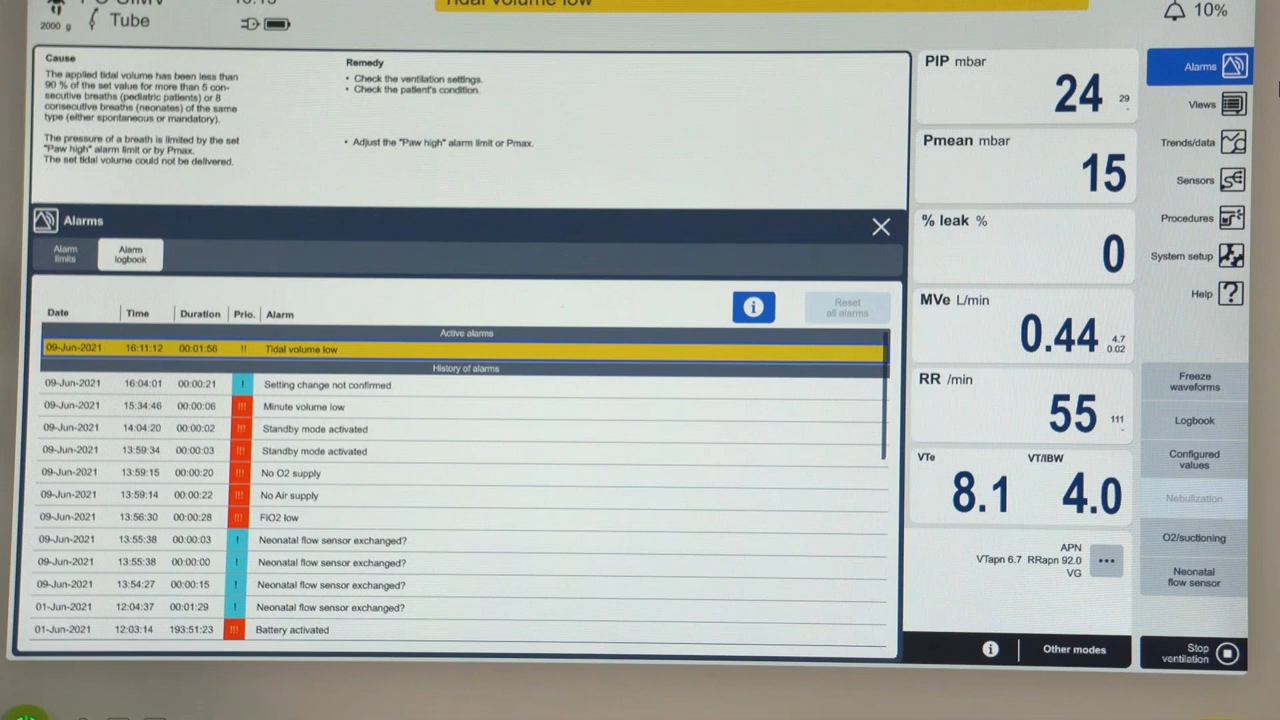 Tidal volume low
2000 g
Tube
10%
Cause
The applied tidal volume has been less than
90 % of the set value for more than 5 con-
secutive breaths (pediatric patients) or 8
consecutive breaths (neonates) of the same
type (either spontaneous or mandatory).
The pressure of a breath is limited by the set
"Paw high" alarm limit or by Pmax.
The set tidal volume could not be delivered.
Remedy
• Check the ventilation settings.
• Check the patient's condition.
• Adjust the "Paw high" alarm limit or Pmax.
Alarms
Alarm
limits
Alarm
logbook
Reset
all alarms
Date Time Duration Prio. Alarm
Active alarms
09-Jun-2021 16:11:12 00:01:56 !! Tidal volume low
History of alarms
09-Jun-2021 16:04:01 00:00:21 ! Setting change not confirmed
09-Jun-2021 15:34:46 00:00:06 !!! Minute volume low
09-Jun-2021 14:04:20 00:00:02 !!! Standby mode activated
09-Jun-2021 13:59:34 00:00:03 !!! Standby mode activated
09-Jun-2021 13:59:15 00:00:20 !!! No O2 supply
09-Jun-2021 13:59:14 00:00:22 !!! No Air supply
09-Jun-2021 13:56:30 00:00:28 !!! FiO2 low
09-Jun-2021 13:55:38 00:00:03 ! Neonatal flow sensor exchanged?
09-Jun-2021 13:55:38 00:00:00 ! Neonatal flow sensor exchanged?
09-Jun-2021 13:54:27 00:00:15 ! Neonatal flow sensor exchanged?
01-Jun-2021 12:04:37 00:01:29 ! Neonatal flow sensor exchanged?
01-Jun-2021 12:03:14 193:51:23 !!! Battery activated
PIP mbar
24 29
-
Pmean mbar
15
% leak %
0
MVe L/min
0.44 4.7
0.02
RR /min
55 111
-
VTe VT/IBW
8.1 4.0
APN
VTapn 6.7 RRapn 92.0
VG
Other modes
Alarms
Views
Trends/data
Sensors
Procedures
System setup
Help
Freeze
waveforms
Logbook
Configured
values
Nebulization
O2/suctioning
Neonatal
flow sensor
Stop
ventilation